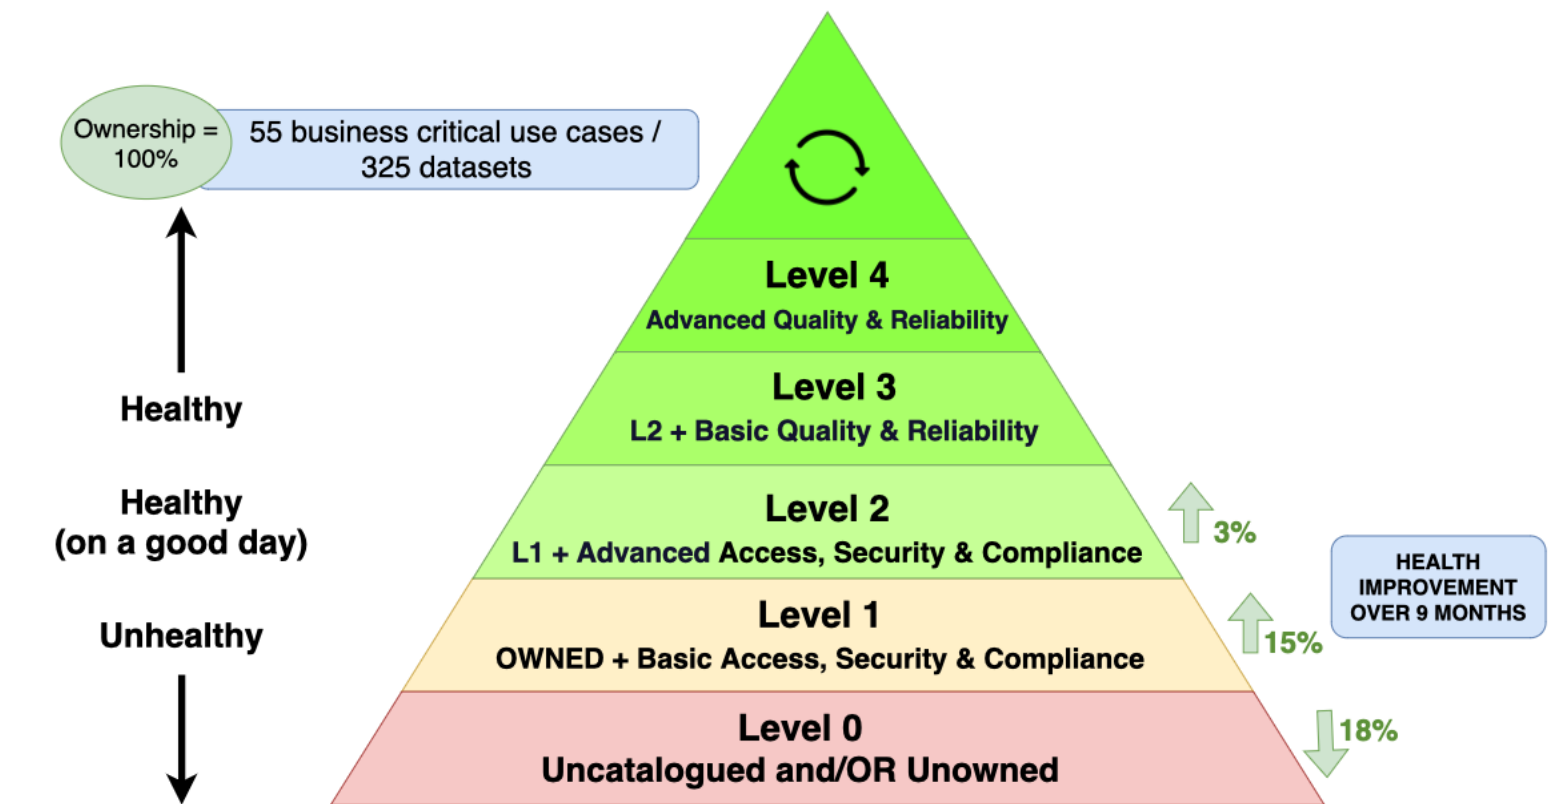 Ownership =
100%
55 business critical use cases /
325 datasets
Level 4
Advanced Quality & Reliability
Healthy
Level 3
L2 + Basic Quality & Reliability
Healthy
(on a good day)
Level 2
L1 + Advanced Access, Security & Compliance
3%
HEALTH
IMPROVEMENT
OVER 9 MONTHS
Unhealthy
Level 1
OWNED + Basic Access, Security & Compliance
15%
Level 0
Uncatalogued and/OR Unowned
18%